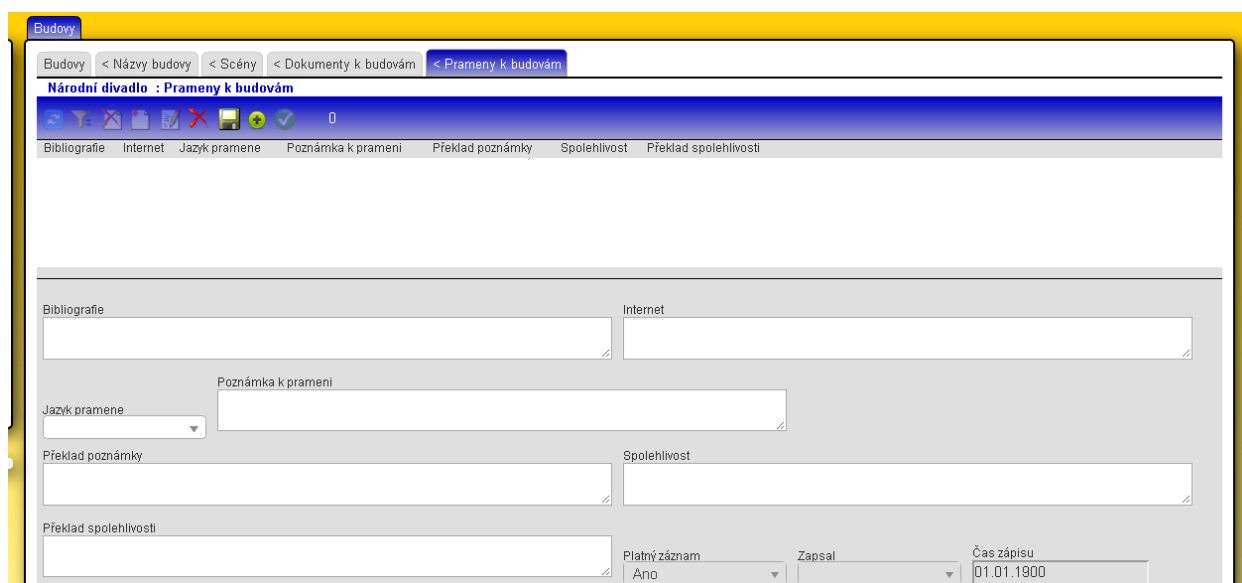 Budovy
Budovy < Názvy budovy < Scény < Dokumenty k budovám < Prameny k budovám
Národní divadlo : Prameny k budovám
0
Bibliografie Internet Jazyk pramene Poznámka k prameni Překlad poznámky Spolehlivost Překlad spolehlivosti
Bibliografie Internet
Poznámka k prameni
Jazyk pramene
Překlad poznámky Spolehlivost
Překlad spolehlivosti
Platný záznam Zapsal Čas zápisu
Ano 01.01.1900